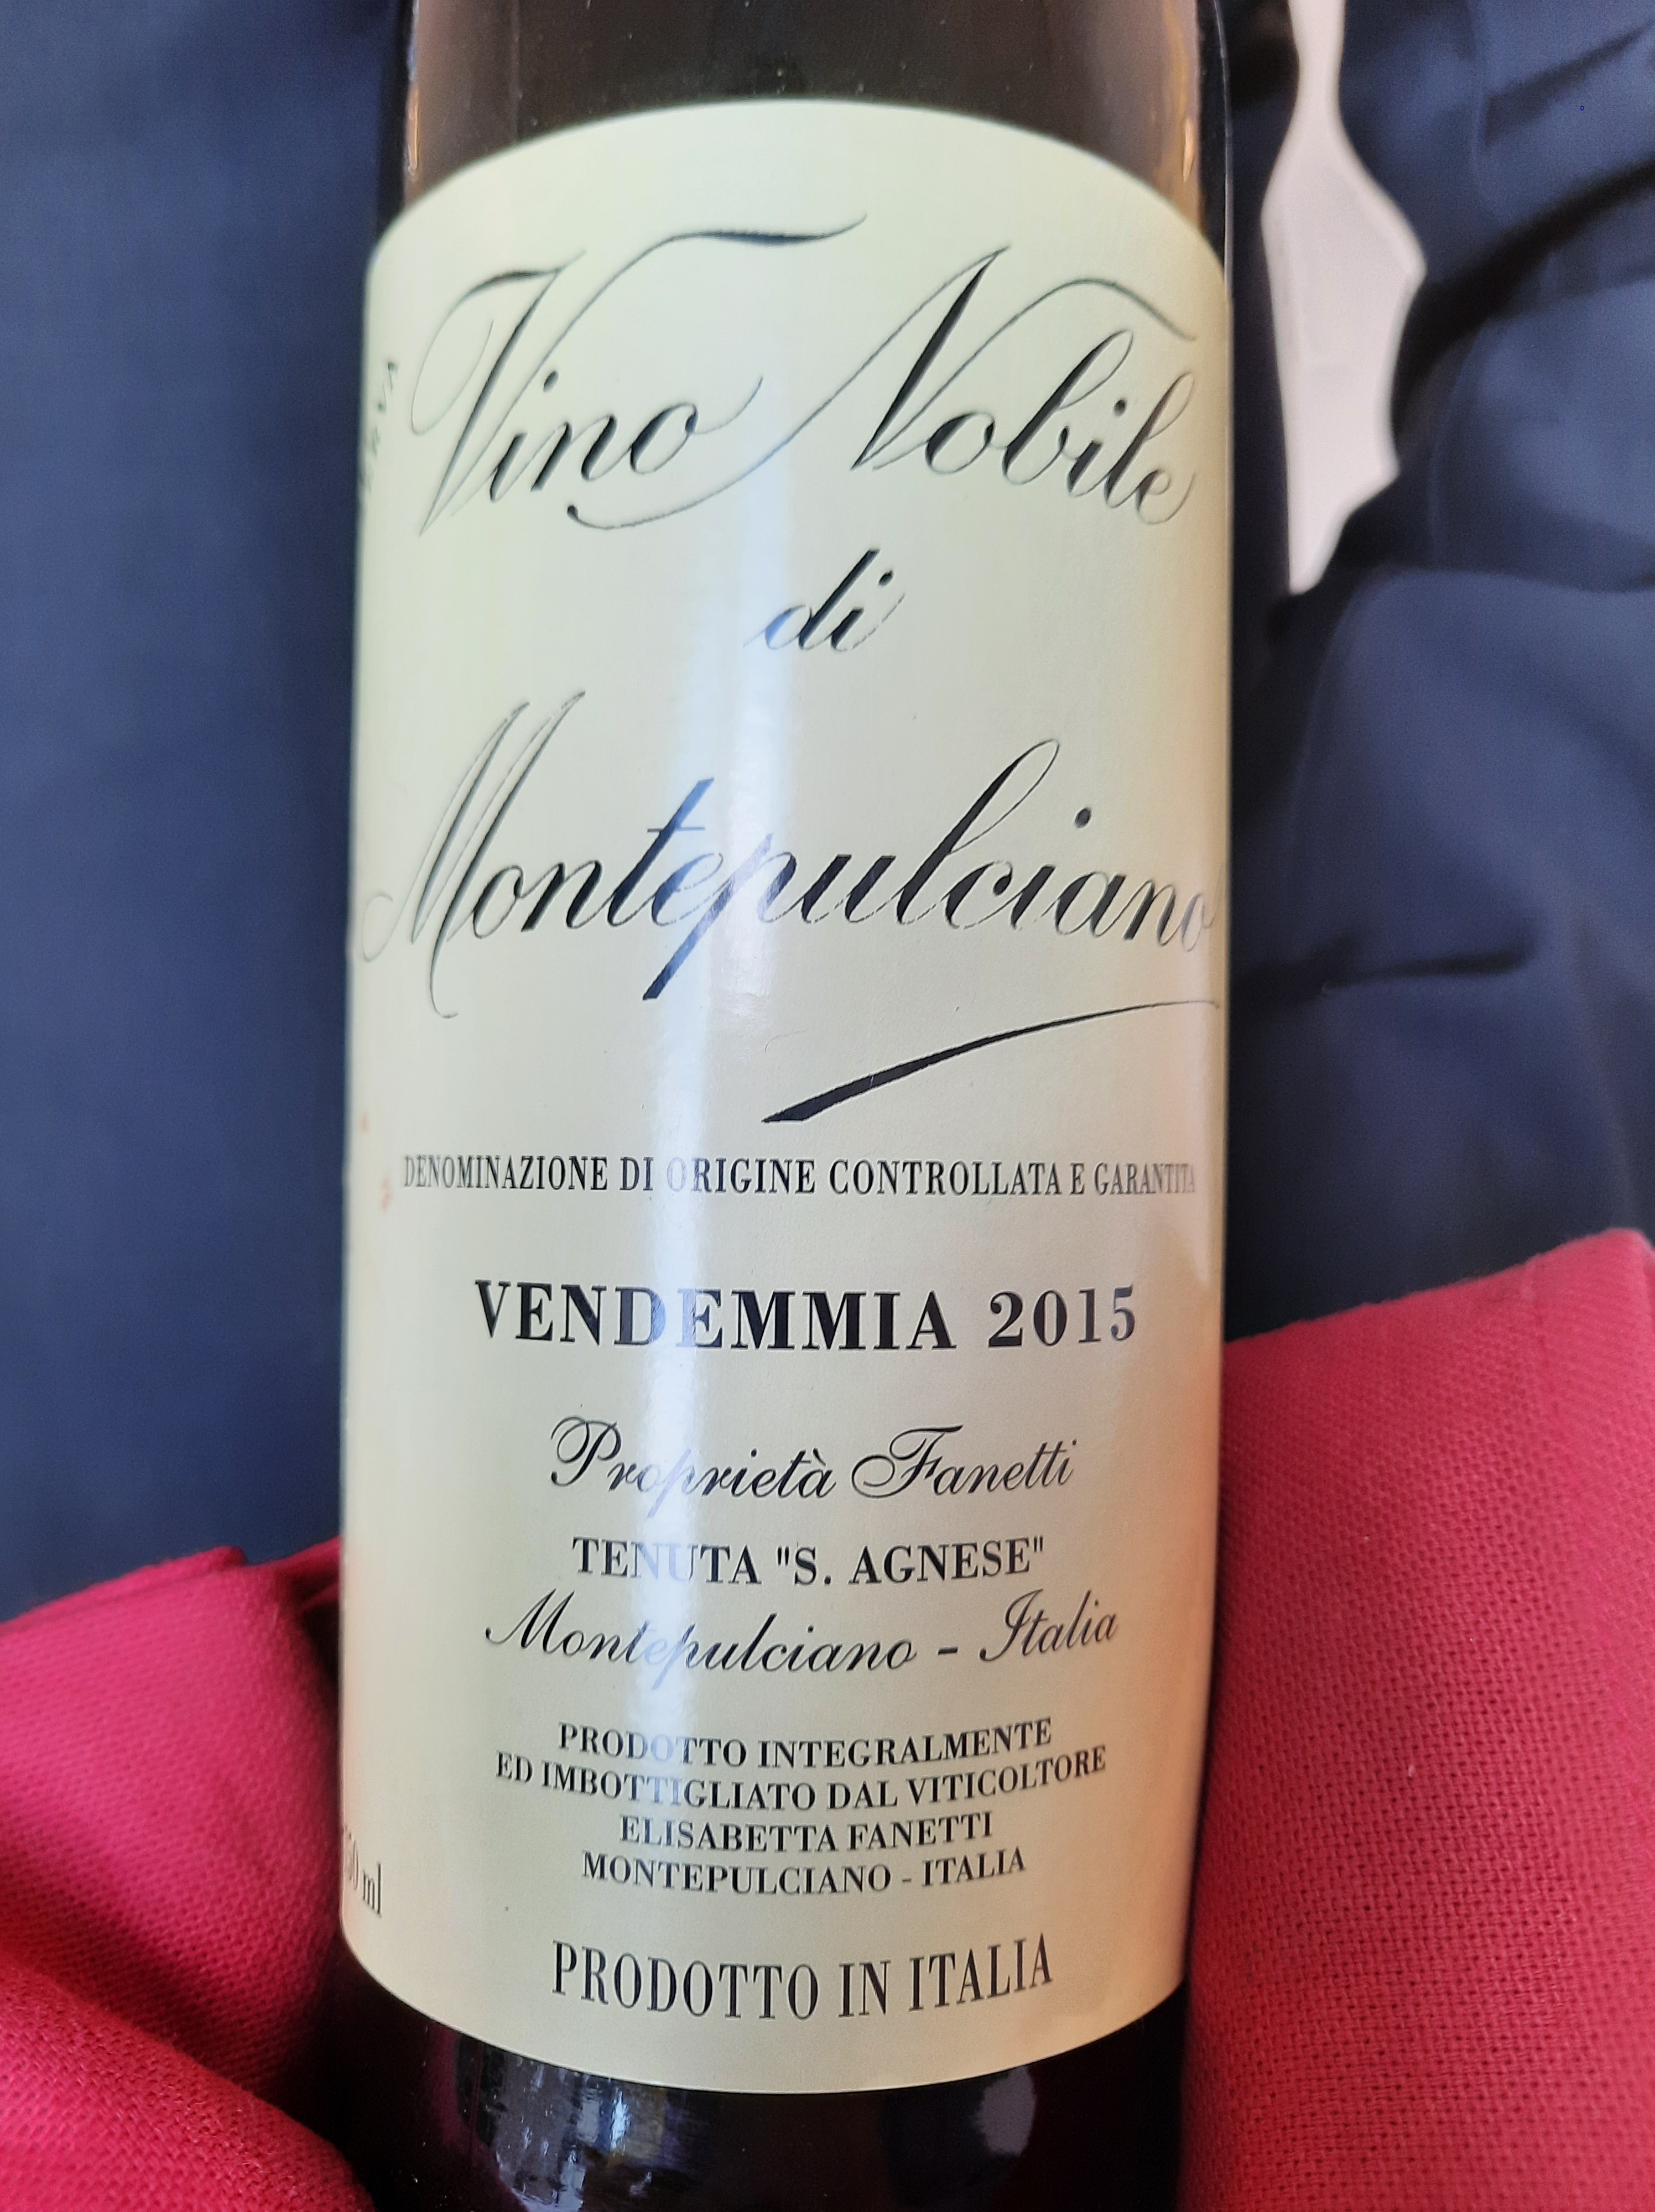 Vino Nobile
di
Montepulciano
DENOMINAZIONE DI ORIGINE CONTROLLATA E GARANTITA
VENDEMMIA 2015
Proprietà Fanetti
TENUTA "S. AGNESE"
Montepulciano - Italia
PRODOTTO INTEGRALMENTE
ED IMBOTTIGLIATO DAL VITICOLTORE
ELISABETTA FANETTI
MONTEPULCIANO - ITALIA
ml
PRODOTTO IN ITALIA